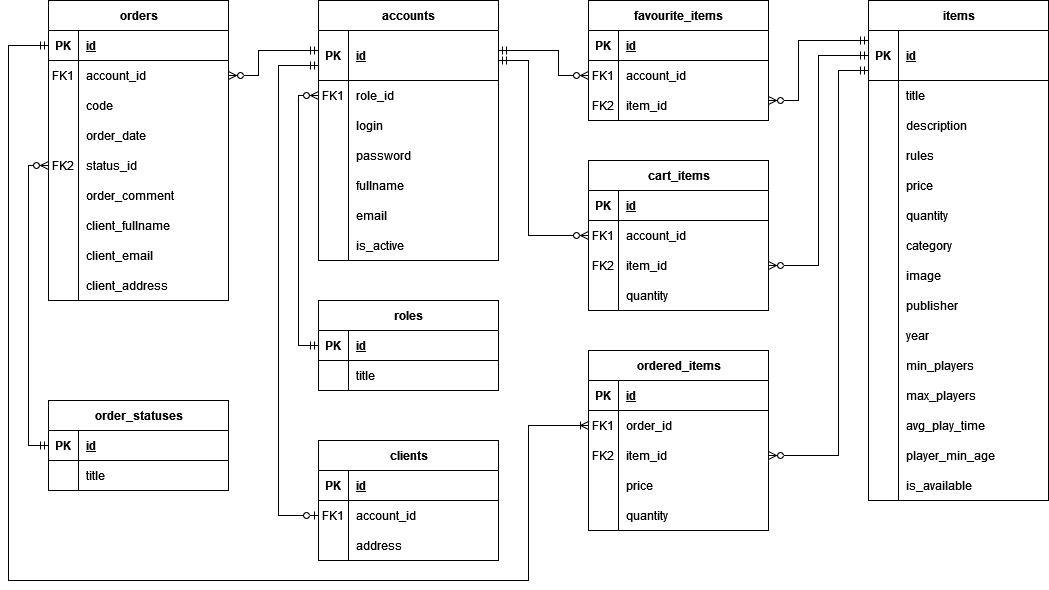 orders
PK id
FK1 account_id
code
order_date
FK2 status_id
order_comment
client_fullname
client_email
client_address
order_statuses
PK id
title
accounts
PK id
FK1 role_id
login
password
fullname
email
is_active
roles
PK id
title
clients
PK id
FK1 account_id
address
favourite_items
PK id
FK1 account_id
FK2 item_id
cart_items
PK id
FK1 account_id
FK2 item_id
quantity
ordered_items
PK id
FK1 order_id
FK2 item_id
price
quantity
items
PK id
title
description
rules
price
quantity
category
image
publisher
year
min_players
max_players
avg_play_time
player_min_age
is_available